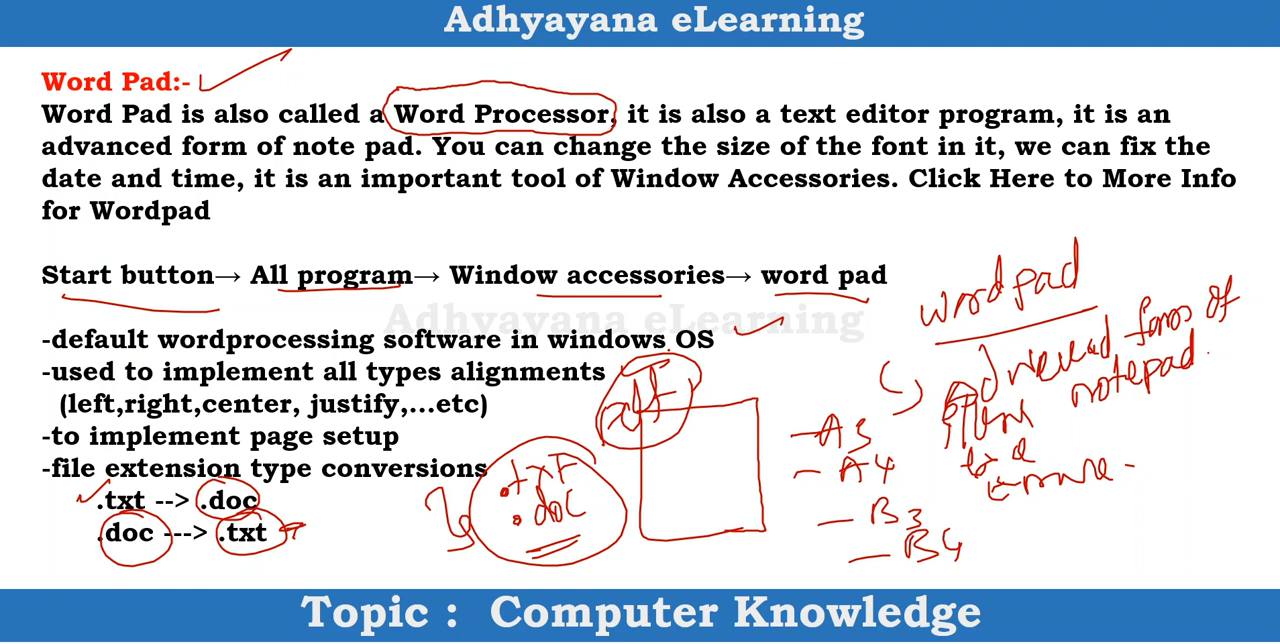 Adhyayana eLearning
Word Pad:-
Word Pad is also called a Word Processor, it is also a text editor program, it is an
advanced form of note pad. You can change the size of the font in it, we can fix the
date and time, it is an important tool of Window Accessories. Click Here to More Info
for Wordpad
Start button→ All program→ Window accessories→ word pad
Adhyayana eLearning
-default wordprocessing software in windows OS
-used to implement all types alignments
(left,right,center, justify,...etc)
-to implement page setup
-file extension type conversions
.txt --> .doc
.doc ---> .txt
.txt
.doc
- A3
- A4
- B3
- B4
wordpad
form of
notepad.
Topic : Computer Knowledge